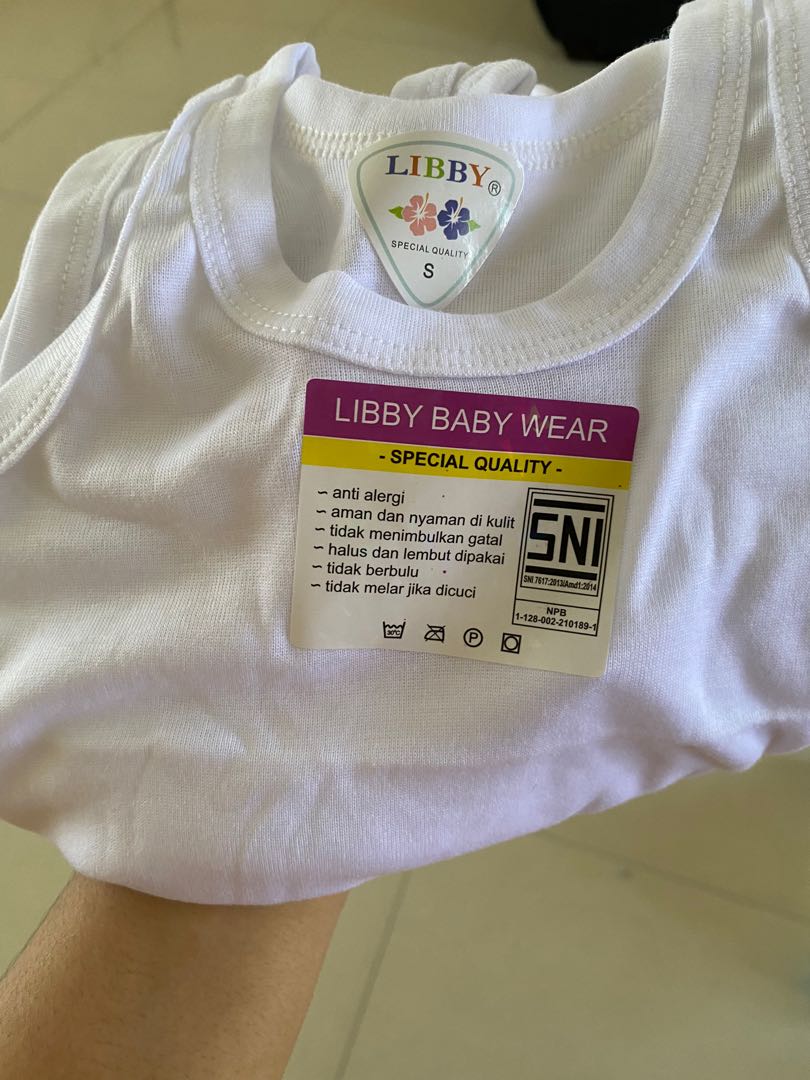 LIBBY®
SPECIAL QUALITY
S
LIBBY BABY WEAR
- SPECIAL QUALITY -
~ anti alergi
~ aman dan nyaman di kulit
~ tidak menimbulkan gatal
~ halus dan lembut dipakai
~ tidak berbulu
~ tidak melar jika dicuci
SNI
SNI 7617:2013/Amd1:2014
NPB
1-128-002-210189-1
30°C
P